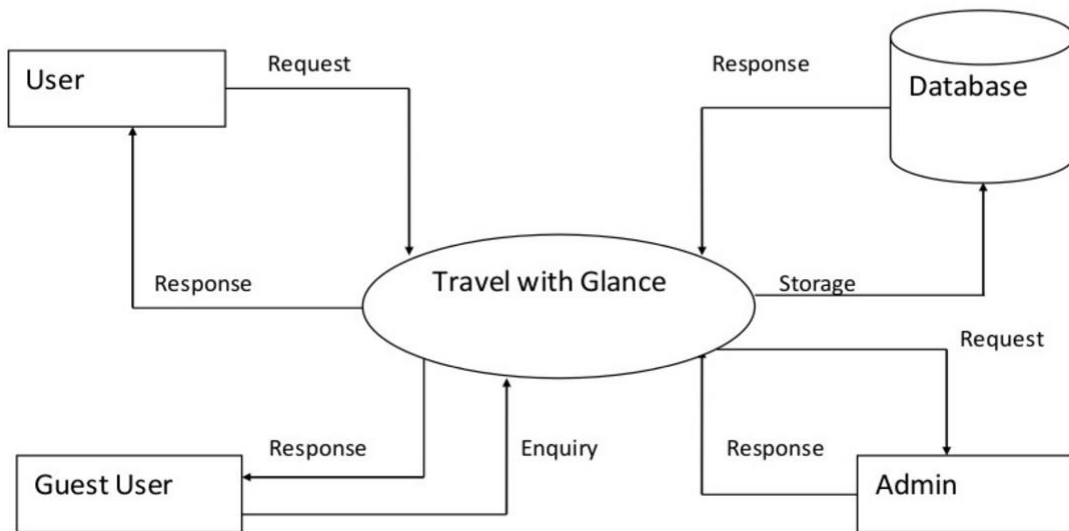 User
Request
Response
Database
Response
Travel with Glance
Storage
Request
Response
Enquiry
Response
Guest User
Admin